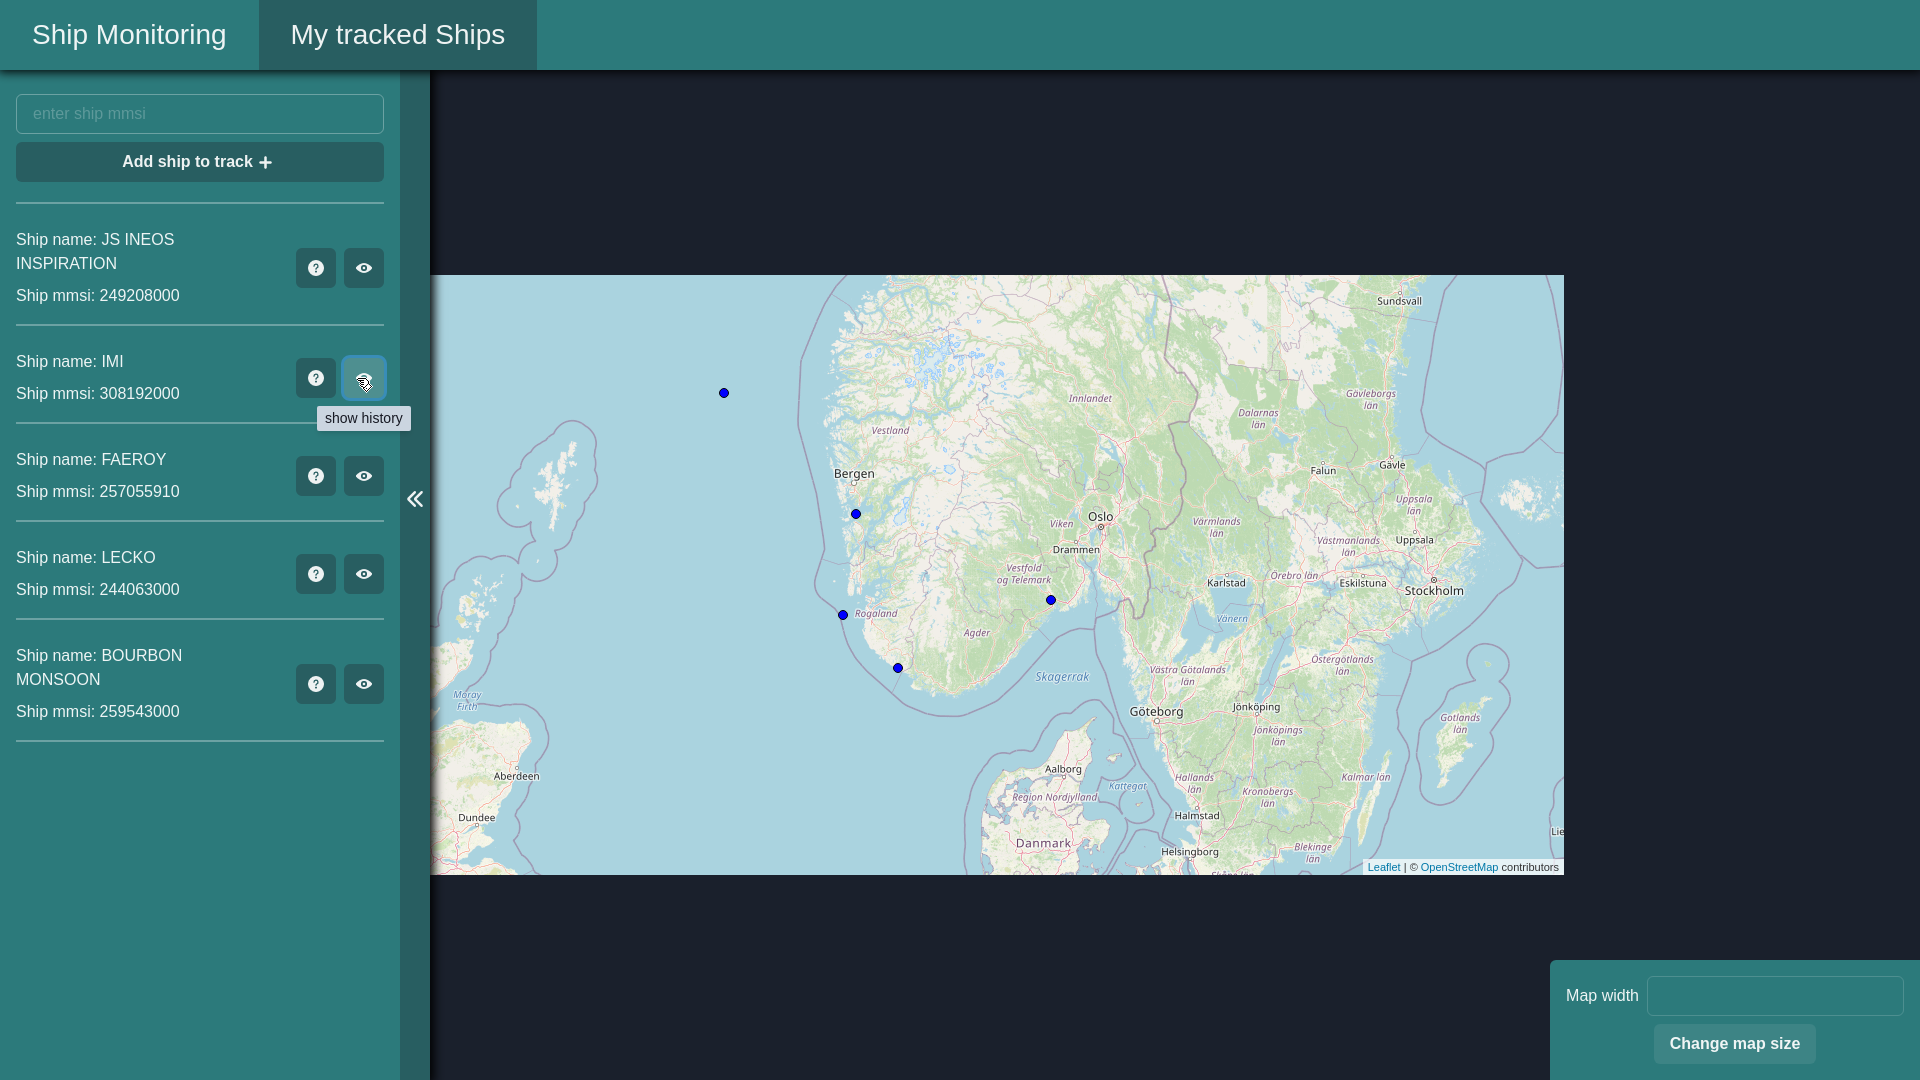 Ship Monitoring
My tracked Ships
enter ship mmsi
Add ship to track
Ship name: JS INEOS
INSPIRATION
Ship mmsi: 249208000
Ship name: IMI
Ship mmsi: 308192000
show history
Ship name: FAEROY
Ship mmsi: 257055910
Ship name: LECKO
Ship mmsi: 244063000
Ship name: BOURBON
MONSOON
Ship mmsi: 259543000
Sundsvall
Innlandet
Gävleborgs
län
Dalarnas
län
Vestland
Bergen
Falun
Gävle
Uppsala
län
Oslo
Viken
Värmlands
län
Västmanlands
län
Uppsala
Drammen
Vestfold
og Telemark
Karlstad
Örebro län
Eskilstuna
Stockholm
Rogaland
Vänern
Agder
Östergötlands
län
Västra Götalands
län
Skagerrak
Moray
Firth
Göteborg
Jönköping
Gotlands
län
Jönköpings
län
Aberdeen
Aalborg
Kattegat
Hallands
län
Kalmar län
Region Nordjylland
Kronobergs
län
Dundee
Halmstad
Lie
Danmark
Helsingborg
Blekinge
län
Leaflet | © OpenStreetMap contributors
Map width
Change map size